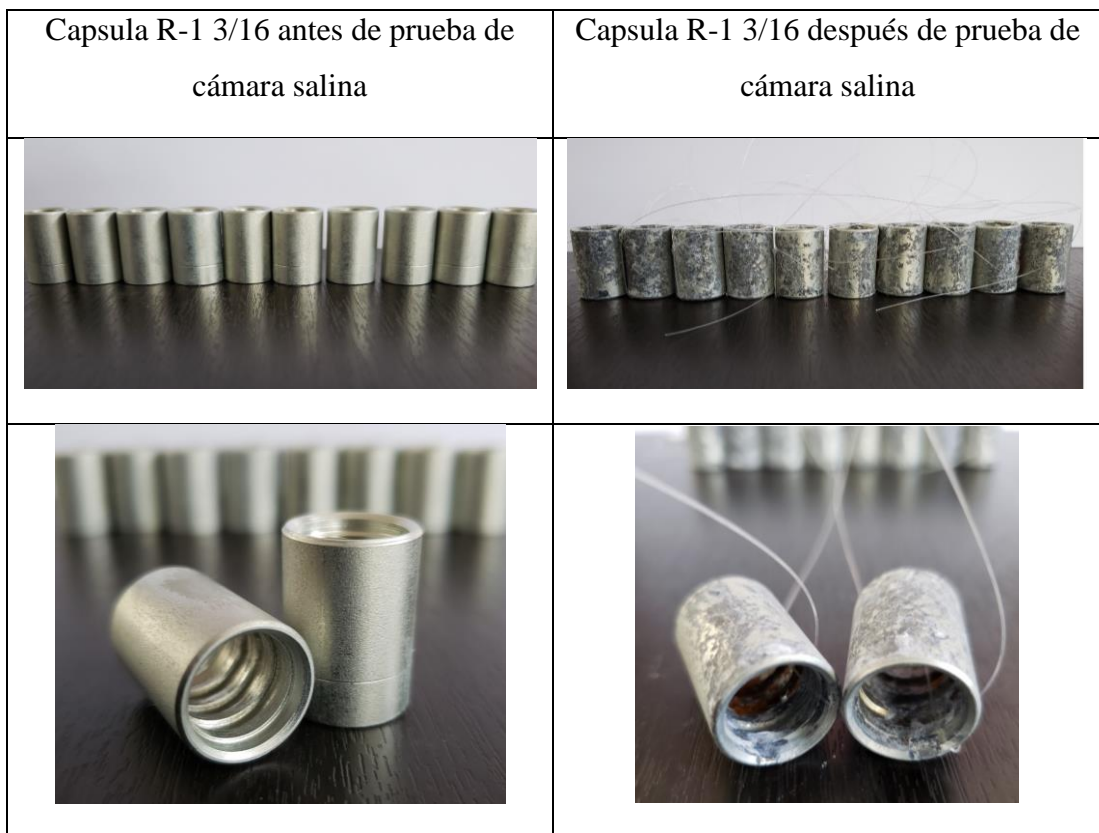 Capsula R-1 3/16 antes de prueba de
cámara salina
Capsula R-1 3/16 después de prueba de
cámara salina